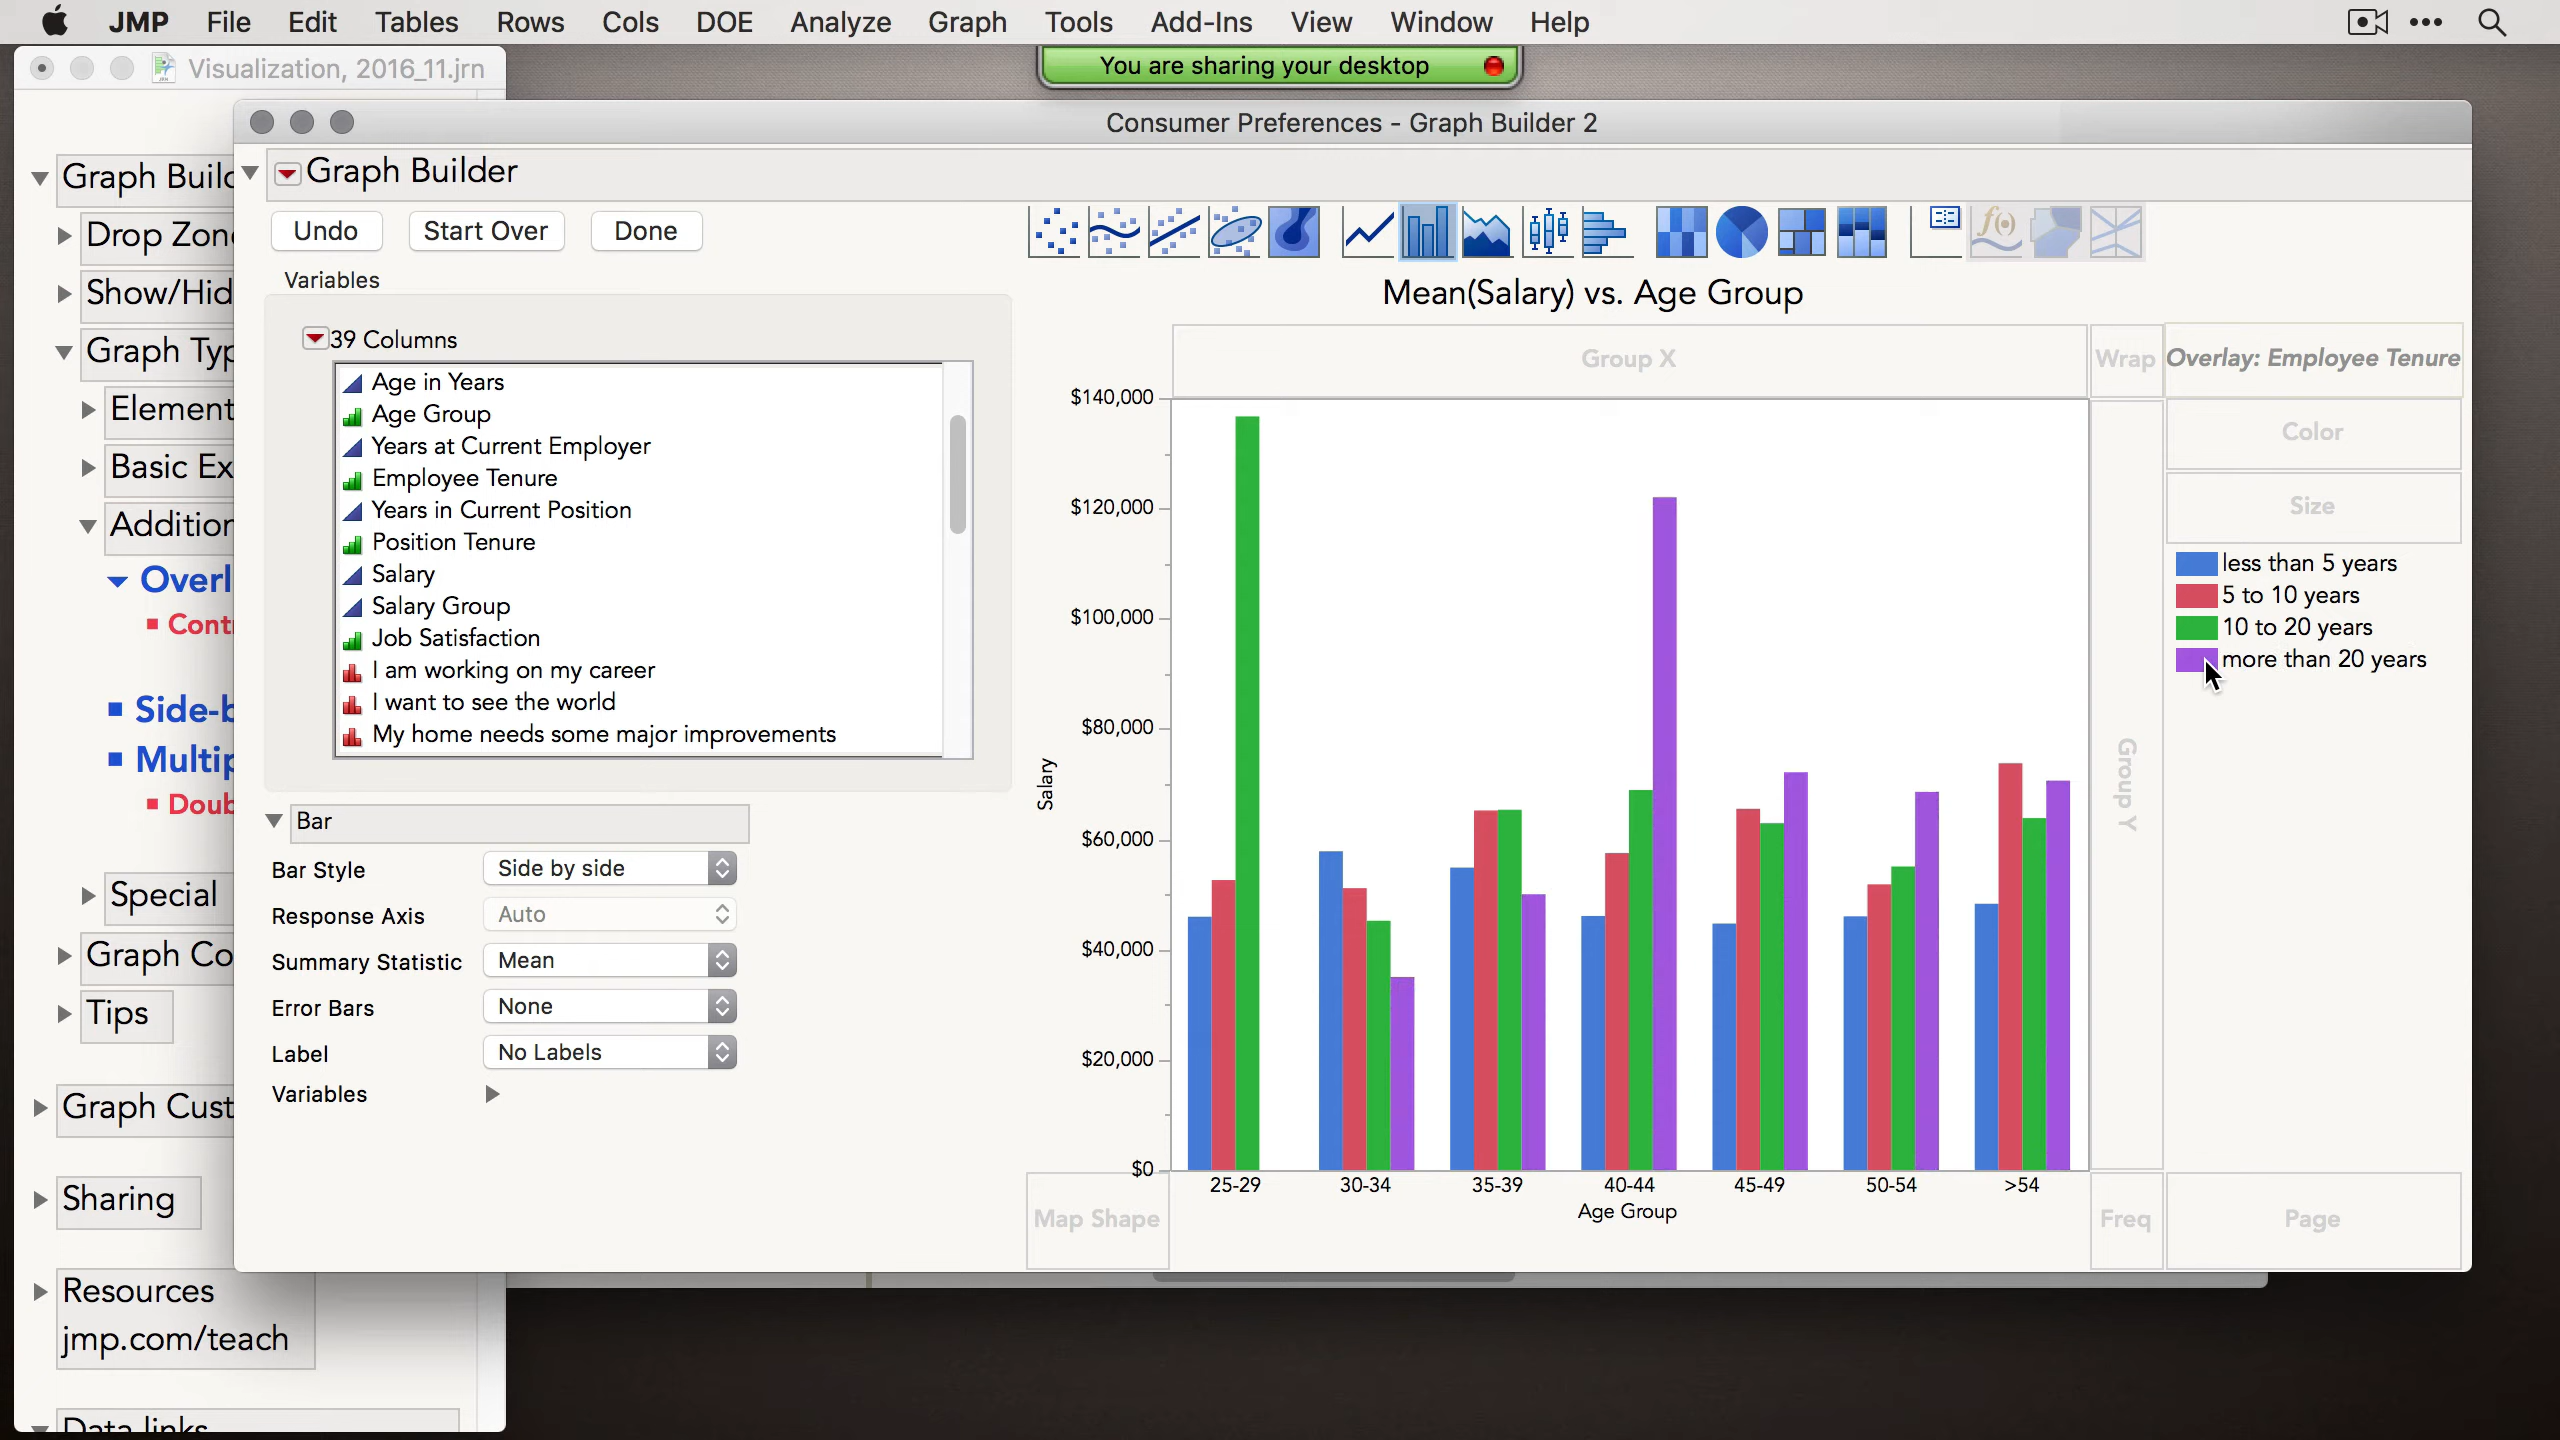 JMP File Edit Tables Rows Cols DOE Analyze Graph Tools Add-Ins View Window Help
You are sharing your desktop
Visualization, 2016_11.jrn
Graph Build
Drop Zon
Show/Hid
Graph Typ
Element
Basic Ex
Addition
Overl
Contr
Side-b
Multip
Doub
Special
Graph Co
Tips
Graph Cust
Sharing
Resources
jmp.com/teach
Data links
Consumer Preferences - Graph Builder 2
Graph Builder
Undo Start Over Done
Variables
39 Columns
Age in Years
Age Group
Years at Current Employer
Employee Tenure
Years in Current Position
Position Tenure
Salary
Salary Group
Job Satisfaction
I am working on my career
I want to see the world
My home needs some major improvements
Bar
Bar Style Side by side
Response Axis Auto
Summary Statistic Mean
Error Bars None
Label No Labels
Variables
f(x)
Mean(Salary) vs. Age Group
Group X
Wrap
Overlay: Employee Tenure
Color
Size
less than 5 years
5 to 10 years
10 to 20 years
more than 20 years
$140,000
$120,000
$100,000
$80,000
$60,000
$40,000
$20,000
$0
Salary
Group Y
25-29 30-34 35-39 40-44 45-49 50-54 >54
Age Group
Map Shape
Freq
Page